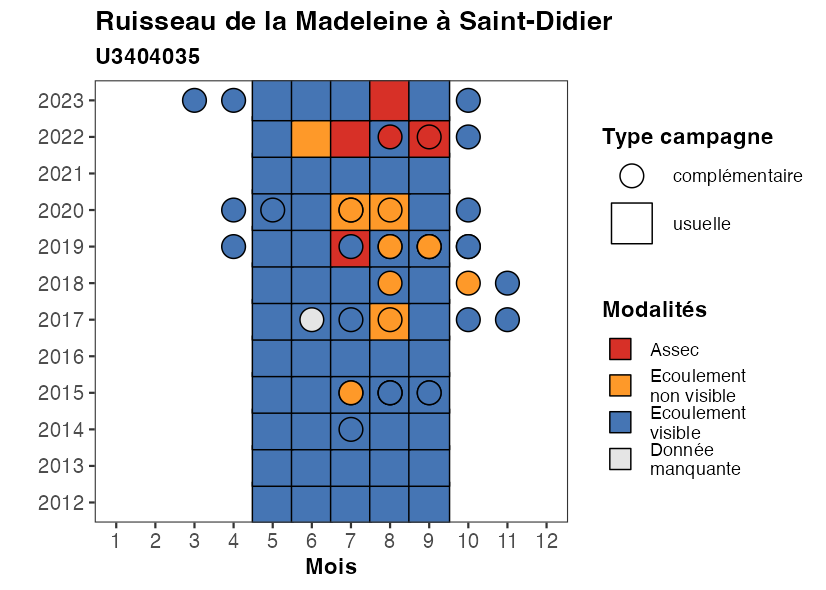 Ruisseau de la Madeleine à Saint-Didier
U3404035
2023
2022
2021
2020
2019
2018
2017
2016
2015
2014
2013
2012
1 2 3 4 5 6 7 8 9 10 11 12
Mois
Type campagne
complémentaire
usuelle
Modalités
Assec
Ecoulement
non visible
Ecoulement
visible
Donnée
manquante